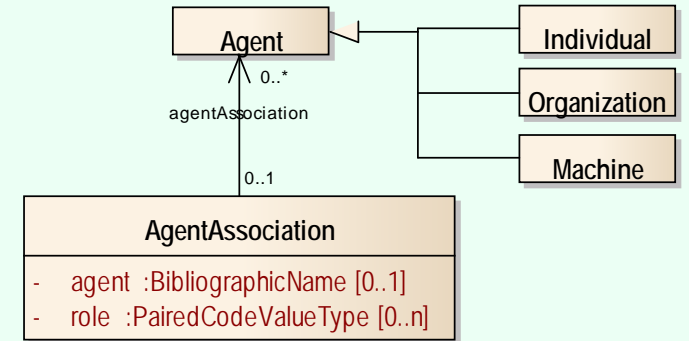 Agent
Individual
0..*
agentAssociation
Organization
Machine
0..1
AgentAssociation
- agent :BibliographicName [0..1]
- role :PairedCodeValueType [0..n]